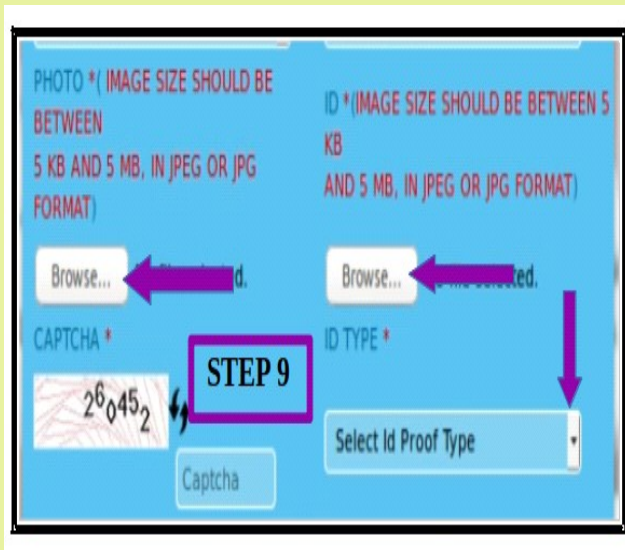 PHOTO *( IMAGE SIZE SHOULD BE
BETWEEN
5 KB AND 5 MB, IN JPEG OR JPG
FORMAT)
Browse...
d.
CAPTCHA *
STEP 9
260452
Captcha
ID *(IMAGE SIZE SHOULD BE BETWEEN 5
KB
AND 5 MB, IN JPEG OR JPG FORMAT)
Browse... selected.
ID TYPE *
Select Id Proof Type